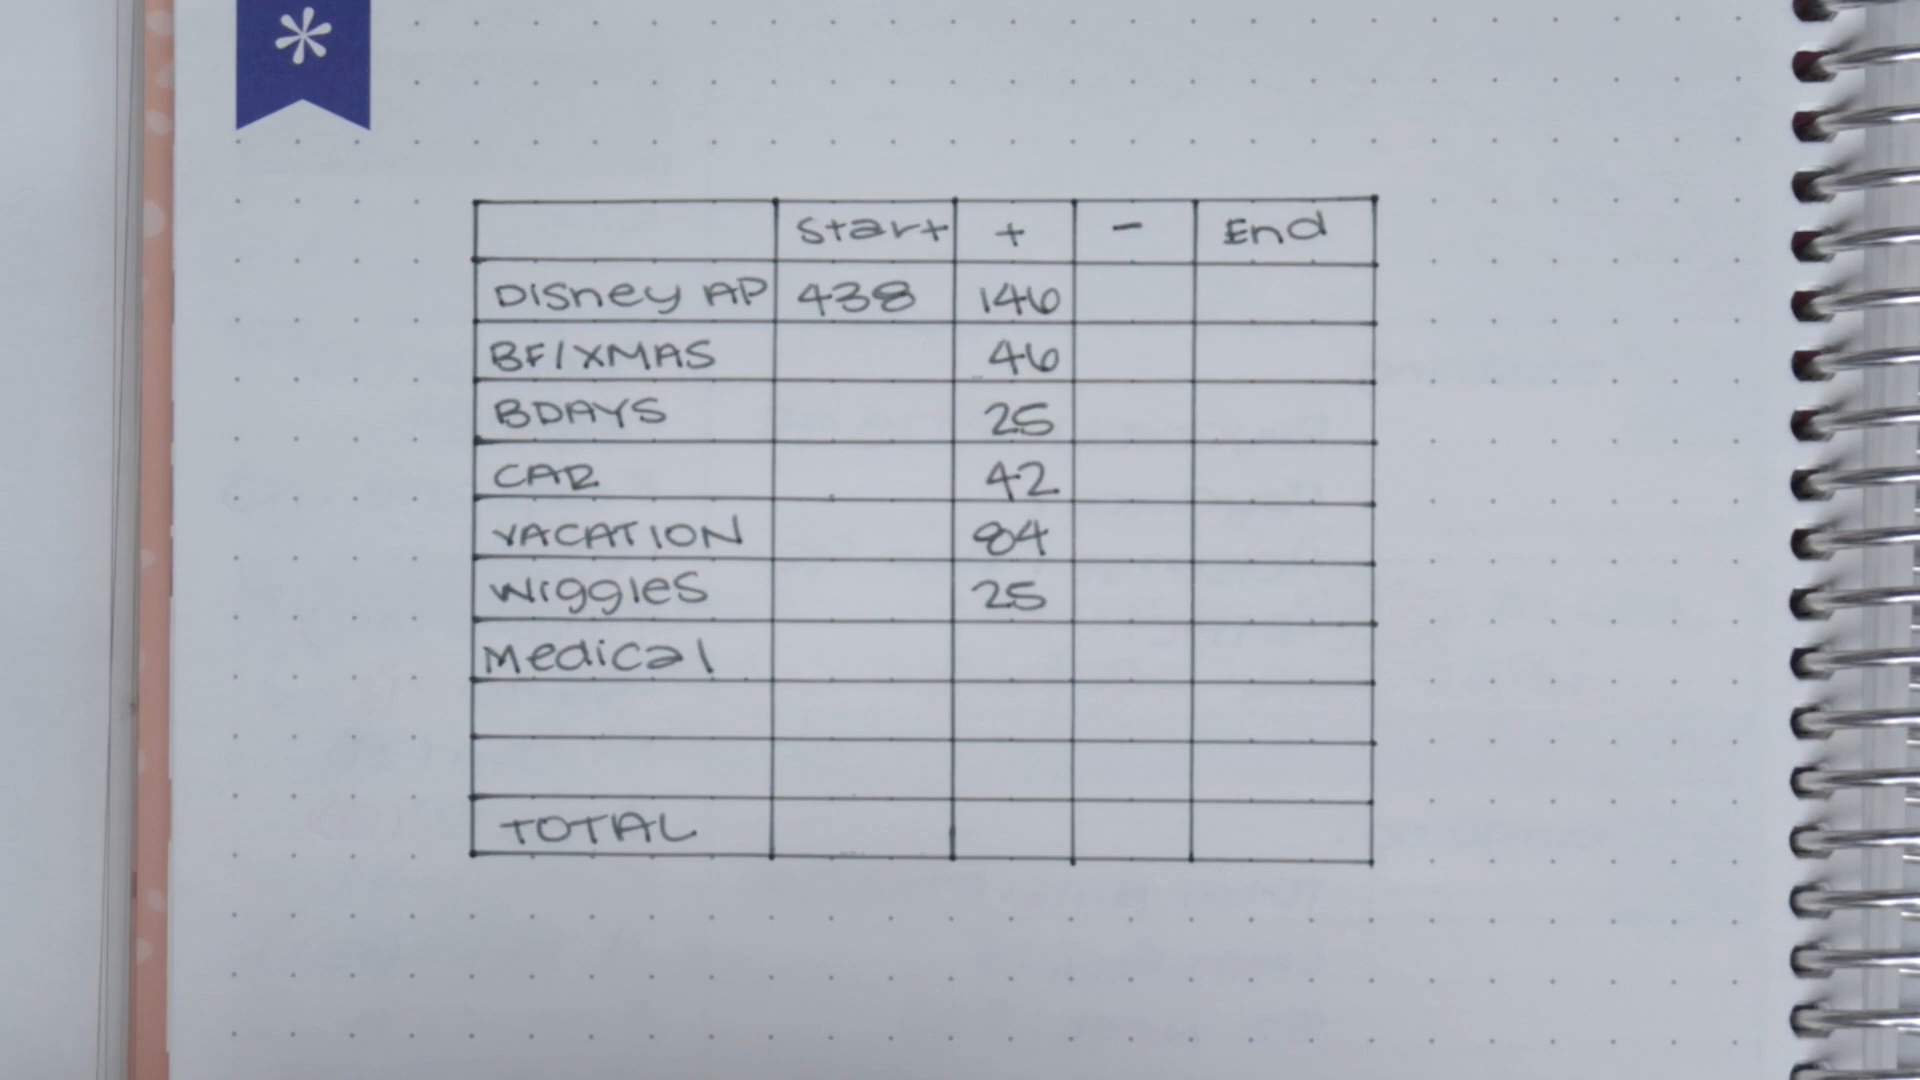 *
Start + - End
Disney AP 438 146
BF/XMAS 46
BDAYS 25
CAR 42
VACATION 84
Wiggles 25
Medical
TOTAL